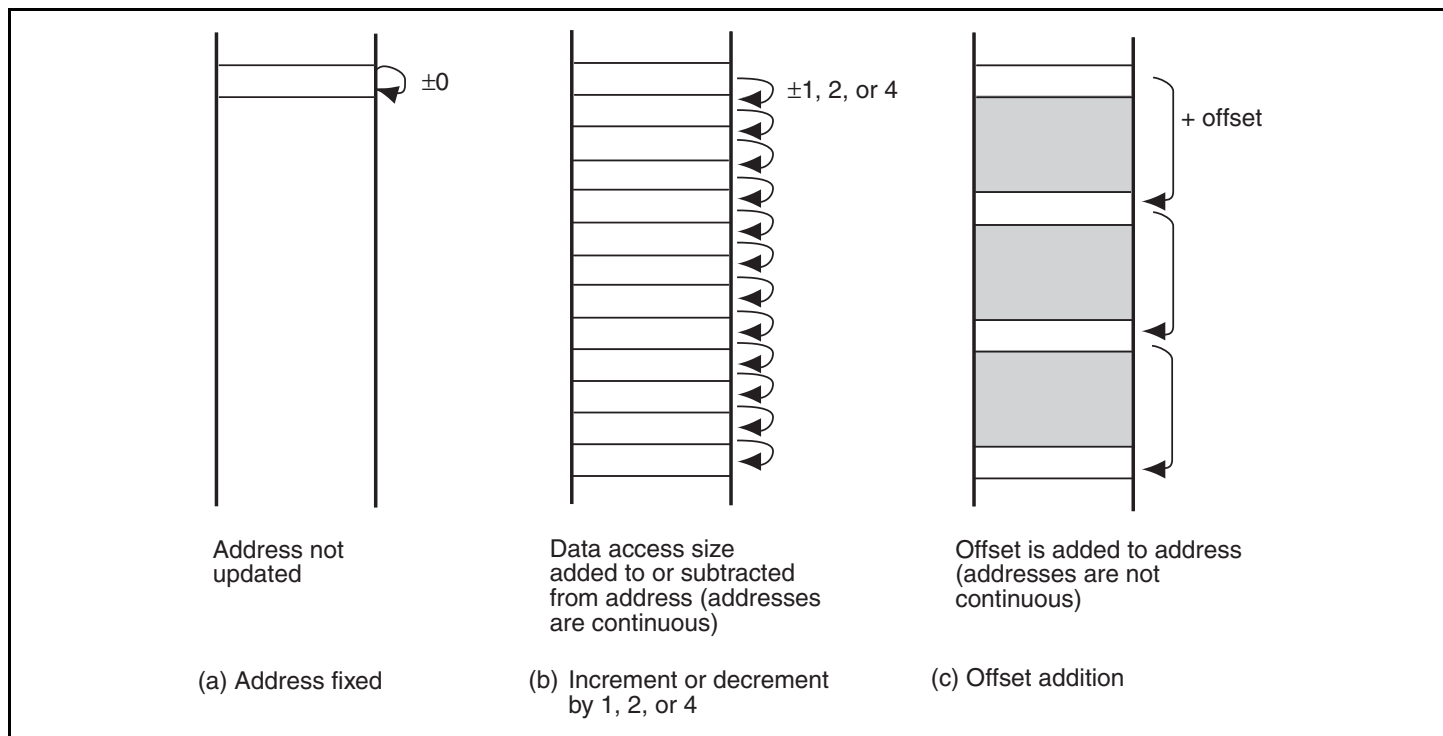 ±0
±1, 2, or 4
+ offset
Address not
updated
Data access size
added to or subtracted
from address (addresses
are continuous)
Offset is added to address
(addresses are not
continuous)
(a) Address fixed
(b) Increment or decrement
by 1, 2, or 4
(c) Offset addition